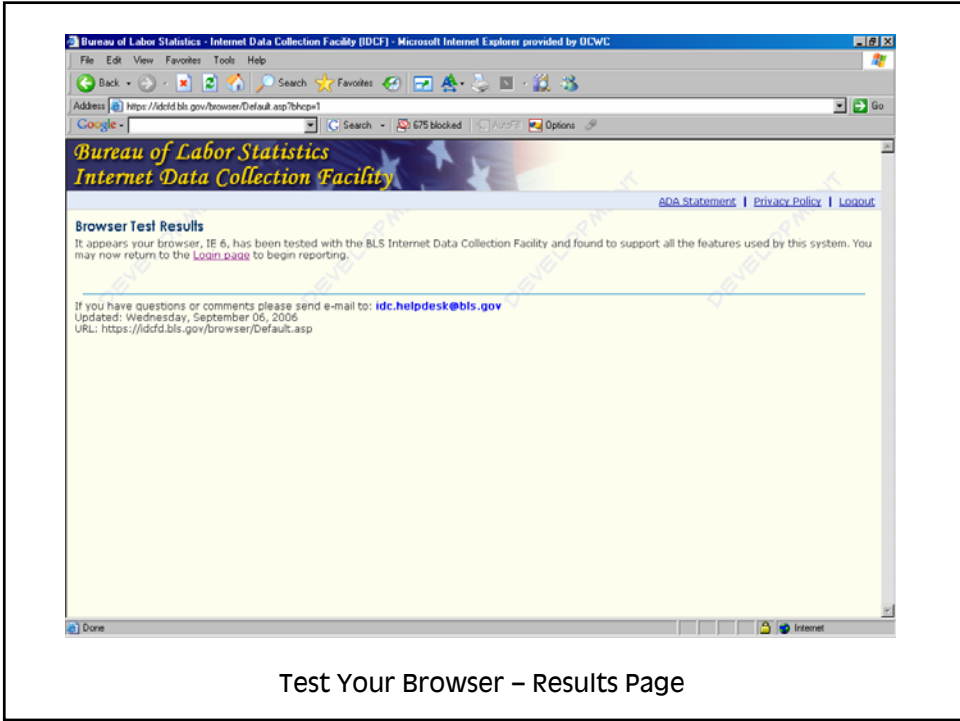 Bureau of Labor Statistics - Internet Data Collection Facility (IDCF) - Microsoft Internet Explorer provided by OCWC
File Edit View Favorites Tools Help
Back Search Favorites
Address https://idcfd.bls.gov/browser/Default.asp?bhcp=1 Go
Google Search 675 blocked AutoFill Options
Bureau of Labor Statistics
Internet Data Collection Facility
ADA Statement | Privacy Policy | Logout
Browser Test Results
It appears your browser, IE 6, has been tested with the BLS Internet Data Collection Facility and found to support all the features used by this system. You
may now return to the Login page to begin reporting.
DEVELOPMENT DEVELOPMENT DEVELOPMENT
If you have questions or comments please send e-mail to: idc.helpdesk@bls.gov
Updated: Wednesday, September 06, 2006
URL: https://idcfd.bls.gov/browser/Default.asp
Done Internet
Test Your Browser – Results Page